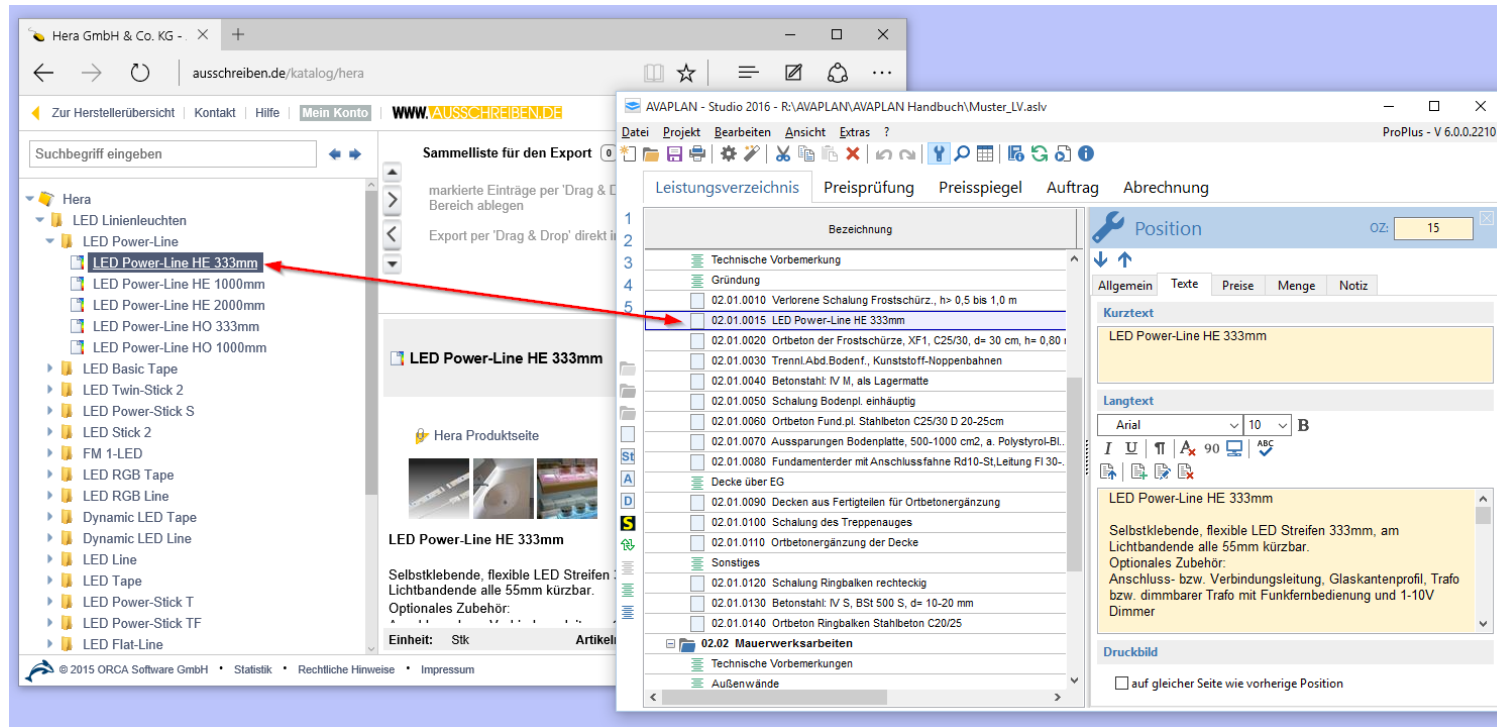 Hera GmbH & Co. KG - .
ausschreiben.de/katalog/hera
Zur Herstellerübersicht | Kontakt | Hilfe | Mein Konto
WWW.AUSSCHREIBEN.DE
Suchbegriff eingeben
Hera
LED Linienleuchten
LED Power-Line
LED Power-Line HE 333mm
LED Power-Line HE 1000mm
LED Power-Line HE 2000mm
LED Power-Line HO 333mm
LED Power-Line HO 1000mm
LED Basic Tape
LED Twin-Stick 2
LED Power-Stick S
LED Stick 2
FM 1-LED
LED RGB Tape
LED RGB Line
Dynamic LED Tape
Dynamic LED Line
LED Line
LED Tape
LED Power-Stick T
LED Power-Stick TF
LED Flat-Line
Sammelliste für den Export 0
markierte Einträge per 'Drag & D
Bereich ablegen
Export per 'Drag & Drop' direkt i
LED Power-Line HE 333mm
Hera Produktseite
LED Power-Line HE 333mm
Selbstklebende, flexible LED Streifen
Lichtbandende alle 55mm kürzbar.
Optionales Zubehör:
Einheit: Stk Artikeln
© 2015 ORCA Software GmbH • Statistik • Rechtliche Hinweise • Impressum
AVAPLAN - Studio 2016 - R:\AVAPLAN\AVAPLAN Handbuch\Muster_LV.aslv
Datei Projekt Bearbeiten Ansicht Extras ?
ProPlus - V 6.0.0.2210
Leistungsverzeichnis Preisprüfung Preisspiegel Auftrag Abrechnung
1
2
3
4
5
St
A
D
S
Bezeichnung
Technische Vorbemerkung
Gründung
02.01.0010 Verlorene Schalung Frostschürz., h> 0,5 bis 1,0 m
02.01.0015 LED Power-Line HE 333mm
02.01.0020 Ortbeton der Frostschürze, XF1, C25/30, d= 30 cm, h= 0,80
02.01.0030 Trennl.Abd.Bodenf., Kunststoff-Noppenbahnen
02.01.0040 Betonstahl: IV M, als Lagermatte
02.01.0050 Schalung Bodenpl. einhäuptig
02.01.0060 Ortbeton Fund.pl. Stahlbeton C25/30 D 20-25cm
02.01.0070 Aussparungen Bodenplatte, 500-1000 cm2, a. Polystyrol-Bl..
02.01.0080 Fundamenterder mit Anschlussfahne Rd10-St,Leitung Fl 30-.
Decke über EG
02.01.0090 Decken aus Fertigteilen für Ortbetonergänzung
02.01.0100 Schalung des Treppenauges
02.01.0110 Ortbetonergänzung der Decke
Sonstiges
02.01.0120 Schalung Ringbalken rechteckig
02.01.0130 Betonstahl: IV S, BSt 500 S, d= 10-20 mm
02.01.0140 Ortbeton Ringbalken Stahlbeton C20/25
02.02 Mauerwerksarbeiten
Technische Vorbemerkungen
Außenwände
Position OZ: 15
Allgemein Texte Preise Menge Notiz
Kurztext
LED Power-Line HE 333mm
Langtext
Arial 10 B
I U ¶ A 90 ABC
LED Power-Line HE 333mm
Selbstklebende, flexible LED Streifen 333mm, am
Lichtbandende alle 55mm kürzbar.
Optionales Zubehör:
Anschluss- bzw. Verbindungsleitung, Glaskantenprofil, Trafo
bzw. dimmbarer Trafo mit Funkfernbedienung und 1-10V
Dimmer
Druckbild
auf gleicher Seite wie vorherige Position